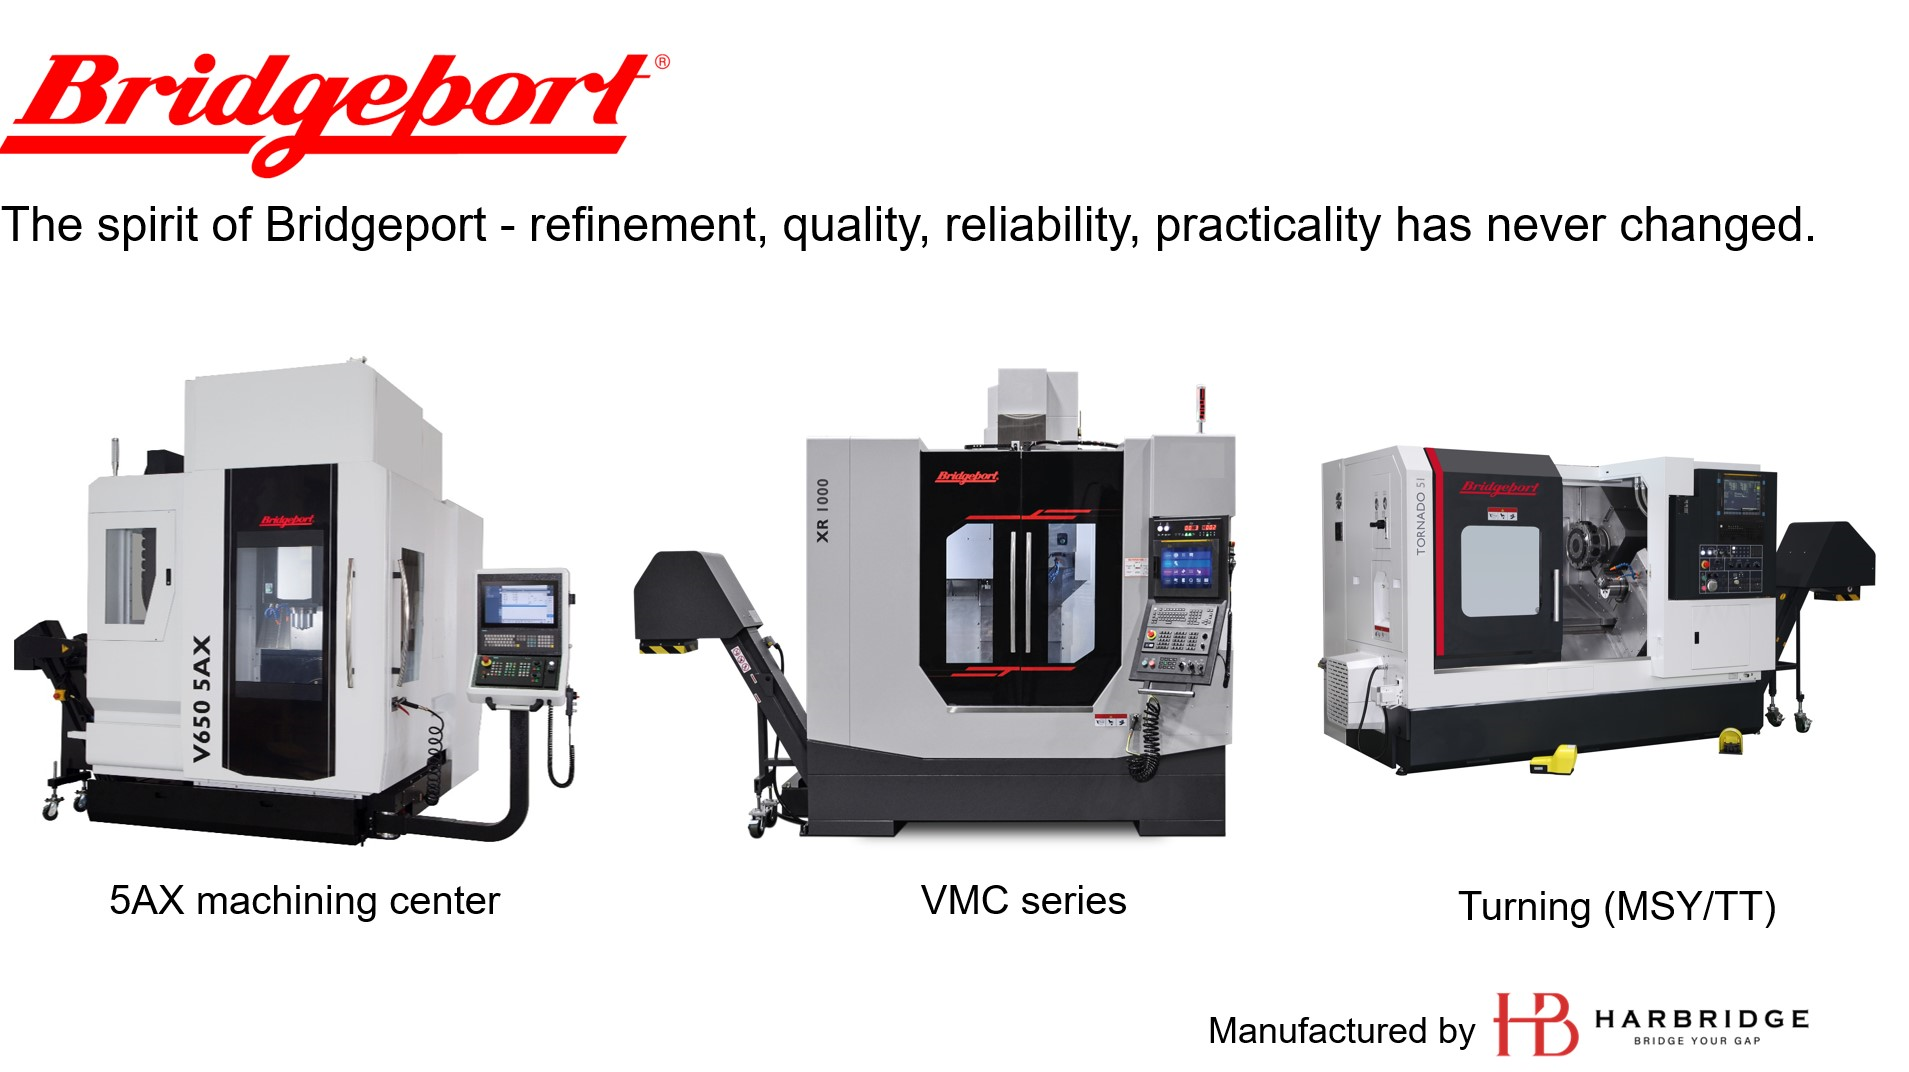 Bridgeport®
The spirit of Bridgeport - refinement, quality, reliability, practicality has never changed.
Bridgeport
V650 5AX
Bridgeport
XR 1000
Bridgeport
TORNADO 51
5AX machining center
VMC series
Turning (MSY/TT)
Manufactured by
HB HARBRIDGE
BRIDGE YOUR GAP